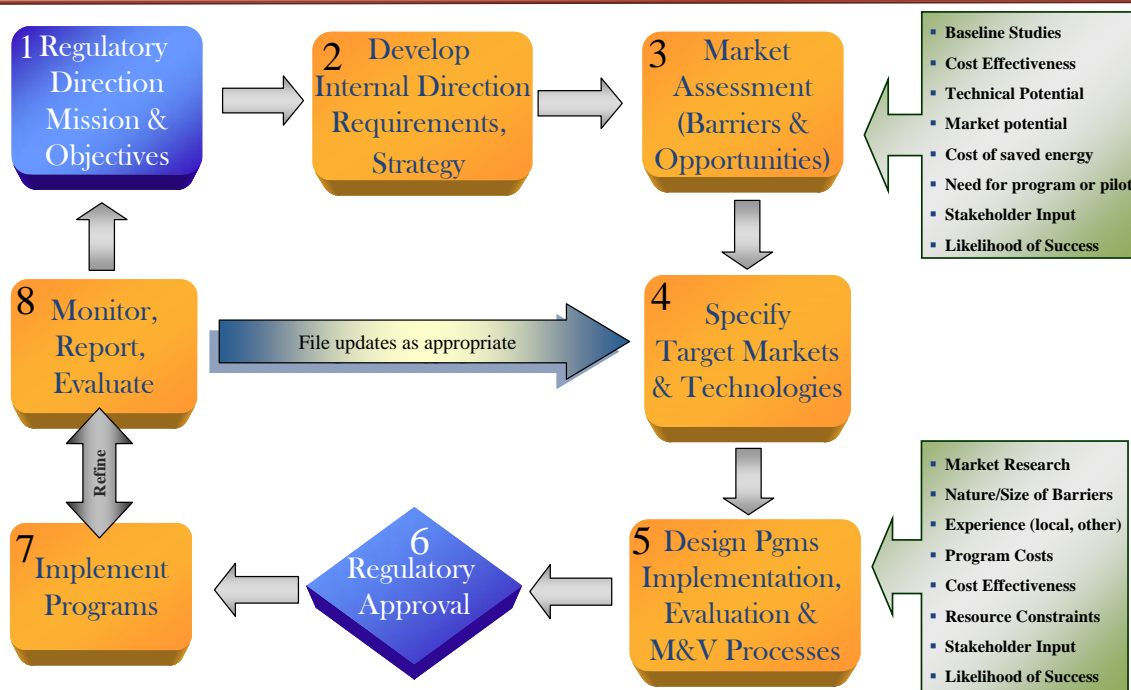 1 Regulatory
Direction
Mission &
Objectives
2 Develop
Internal Direction
Requirements,
Strategy
3 Market
Assessment
(Barriers &
Opportunities)
▪ Baseline Studies
▪ Cost Effectiveness
▪ Technical Potential
▪ Market potential
▪ Cost of saved energy
▪ Need for program or pilot
▪ Stakeholder Input
▪ Likelihood of Success
8 Monitor,
Report,
Evaluate
File updates as appropriate
4 Specify
Target Markets
& Technologies
Refine
7 Implement
Programs
6
Regulatory
Approval
5 Design Pgms
Implementation,
Evaluation &
M&V Processes
▪ Market Research
▪ Nature/Size of Barriers
▪ Experience (local, other)
▪ Program Costs
▪ Cost Effectiveness
▪ Resource Constraints
▪ Stakeholder Input
▪ Likelihood of Success